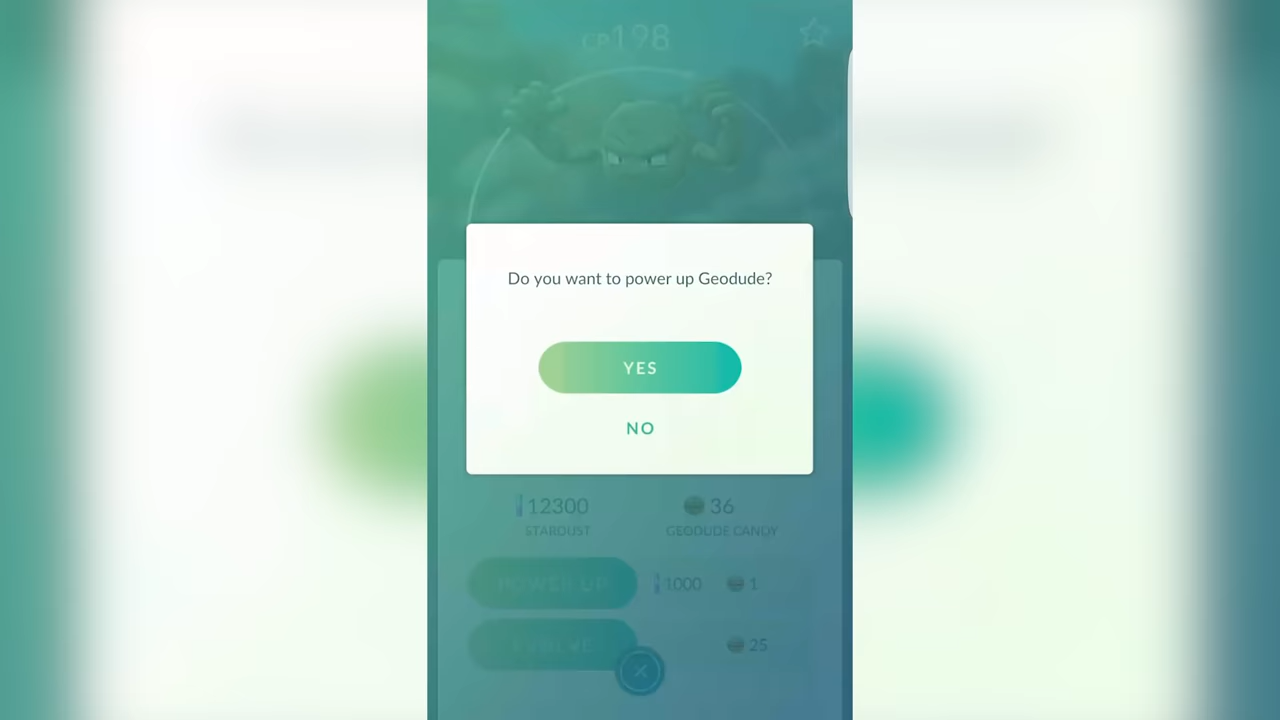 CP198
Do you want to power up Geodude?
YES
NO
12300
36
STARDUST
GEODUDE CANDY
POWER UP
1000
1
EVOLVE
25